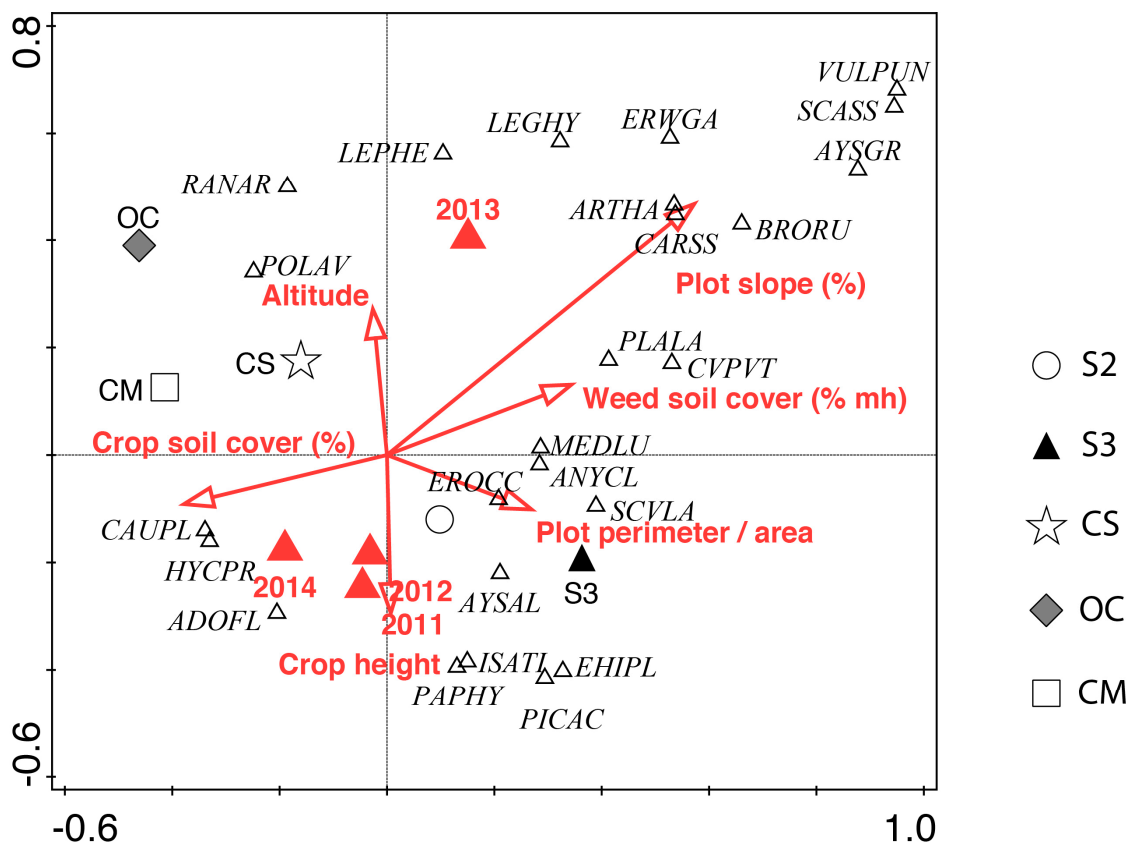 0.8
VULPUN
SCASS
LEGHY
ERWGA
LEPHE
AYSGR
RANAR
OC
2013
ARTHA
CARSS
BRORU
POLAV
Altitude
Plot slope (%)
CS
PLALA
CVPVT
CM
Weed soil cover (% mh)
Crop soil cover (%)
MEDLU
ANYCL
EROCC
SCVLA
CAUPL
Plot perimeter / area
HYCPR
2014
2012
AYSAL
S3
ADOFL
2011
Crop height
ISATI
EHIPL
PAPHY
PICAC
-0.6
-0.6
1.0
S2
S3
CS
OC
CM